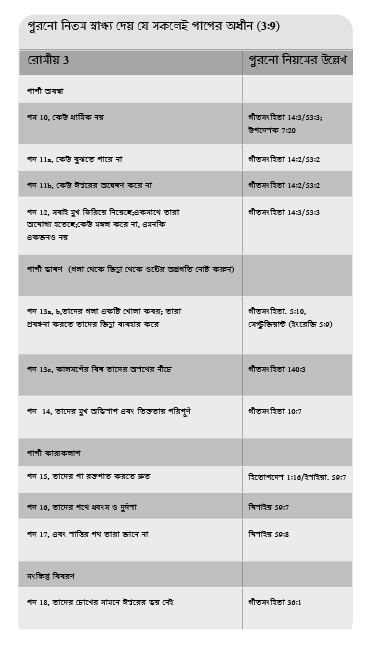 পুরনো নিতম স্বাক্ষ্য দেয় যে সকলেই পাপের অধীন (3:9)
রোমীয় 3 পুরনো নিয়মের উল্লেখ
পাপী অবস্থা
পদ 10, কেউ ধার্মিক নয় গীতসংহিতা 14:3/53:3;
উপদেশক 7:20
পদ 11a, কেউ বুঝতে পারে না গীতসংহিতা 14:2/53:2
পদ 11b, কেউ ঈশ্বরের অন্বেষণ করে না গীতসংহিতা 14:2/53:2
পদ 12, সবাই মুখ ফিরিয়ে নিয়েছে;একসাথে তারা গীতসংহিতা 14:3/53:3
অযোগ্য হতেছে;কেউ মঙ্গল করে না, এমনকি
একজনও নয়
পাপী ভাষণ (গলা থেকে জিহ্বা থেকে ওষ্ঠের অগ্রগতি নোট করুন)
পদ 13a, b,তাদের গলা একটি খোলা কবর; তারা গীতসংহিতা. 5:10,
প্রবঞ্চনা করতে তাদের জিহ্বা ব্যবহার করে সেপ্টুজিয়ান্ট (ইংরেজি 5:9)
পদ 13c, কালসর্পের বিষ তাদের অধরের নীচে গীতসংহিতা 140:3
পদ 14, তাদের মুখ অভিশাপ এবং তিক্ততার পরিপূর্ণ গীতসংহিতা 10:7
পাপী কার্যকলাপ
পদ 15, তাদের পা রক্তপাত করতে দ্রুত হিতোপদেশ 1:16/ইশাইয়া. 59:7
পদ 16, তাদের পথে ধ্বংস ও দুর্দশা যিশাইয় 59:7
পদ 17, এবং শান্তির পথ তারা জানে না যিশাইয় 59:8
সংক্ষিপ্ত বিবরণ
পদ 18, তাদের চোখের সামনে ঈশ্বরের ভয় নেই গীতসংহিতা 36:1